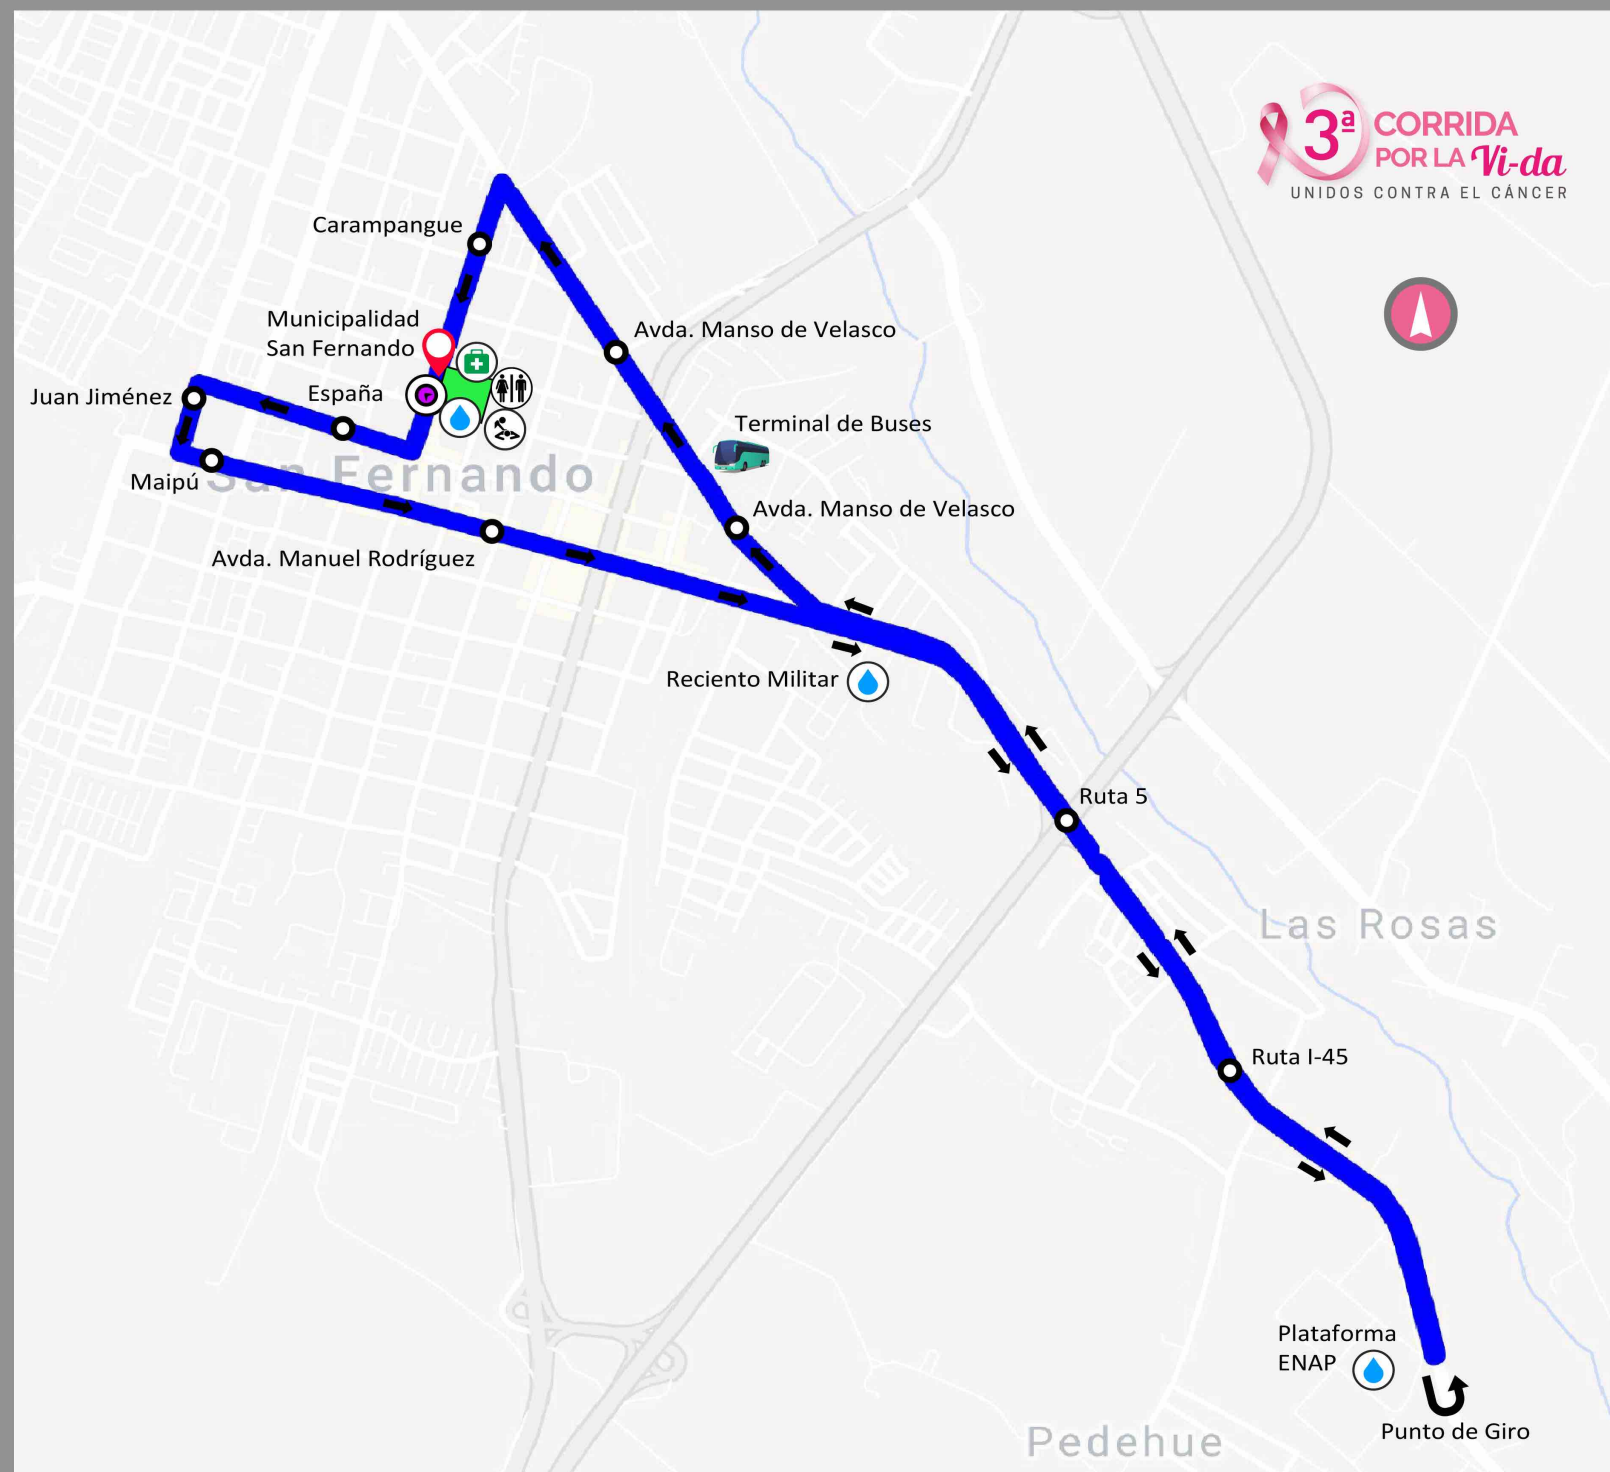 3ª CORRIDA
POR LA Vi-da
UNIDOS CONTRA EL CÁNCER
Carampangue
Municipalidad
San Fernando
Avda. Manso de Velasco
Juan Jiménez
España
Terminal de Buses
San Fernando
Maipú
Avda. Manso de Velasco
Avda. Manuel Rodríguez
Reciento Militar
Ruta 5
Las Rosas
Ruta I-45
Plataforma
ENAP
Punto de Giro
Pedehue